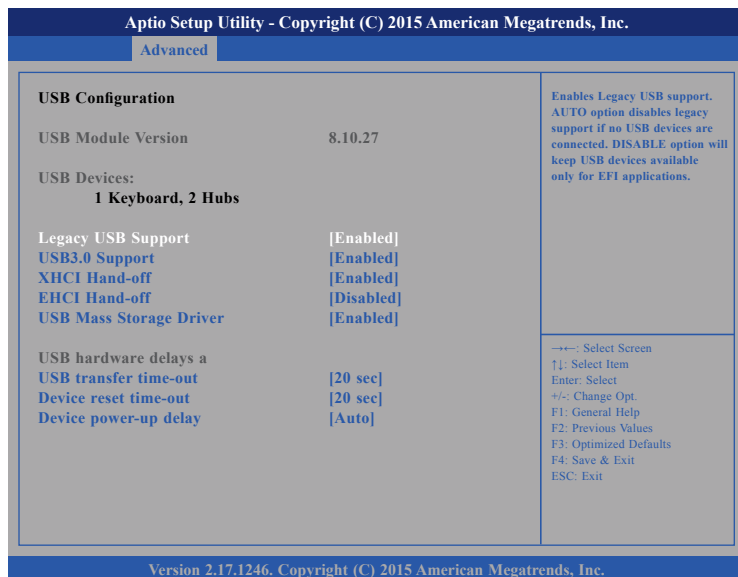 Aptio Setup Utility - Copyright (C) 2015 American Megatrends, Inc.
Advanced
USB Configuration
USB Module Version 8.10.27
USB Devices:
1 Keyboard, 2 Hubs
Legacy USB Support [Enabled]
USB3.0 Support [Enabled]
XHCI Hand-off [Enabled]
EHCI Hand-off [Disabled]
USB Mass Storage Driver [Enabled]
USB hardware delays a
USB transfer time-out [20 sec]
Device reset time-out [20 sec]
Device power-up delay [Auto]
Enables Legacy USB support.
AUTO option disables legacy
support if no USB devices are
connected. DISABLE option will
keep USB devices available
only for EFI applications.
→←: Select Screen
↑↓: Select Item
Enter: Select
+/-: Change Opt.
F1: General Help
F2: Previous Values
F3: Optimized Defaults
F4: Save & Exit
ESC: Exit
Version 2.17.1246. Copyright (C) 2015 American Megatrends, Inc.